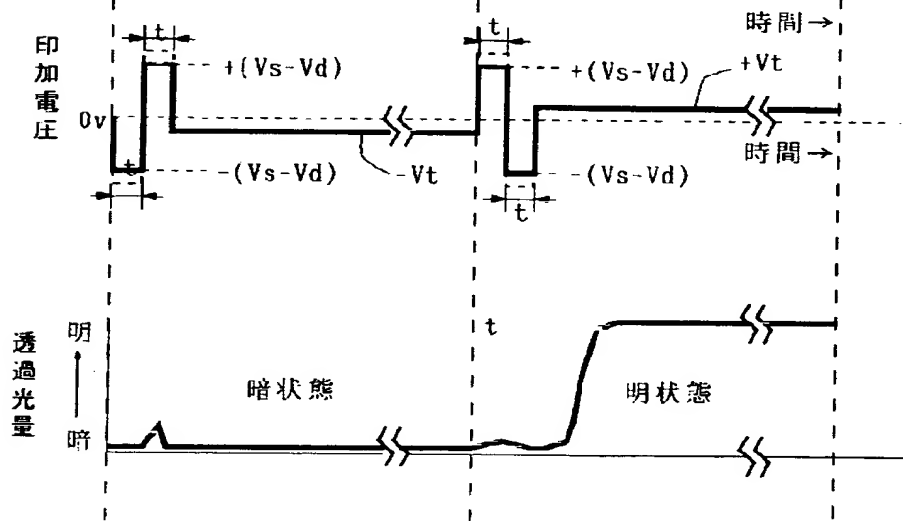 t
t
時間→
印加電圧
+(Vs-Vd)
+(Vs-Vd)
+Vt
0v
時間→
t
-(Vs-Vd)
-Vt
-(Vs-Vd)
t
透過光量
明
t
暗状態
明状態
暗